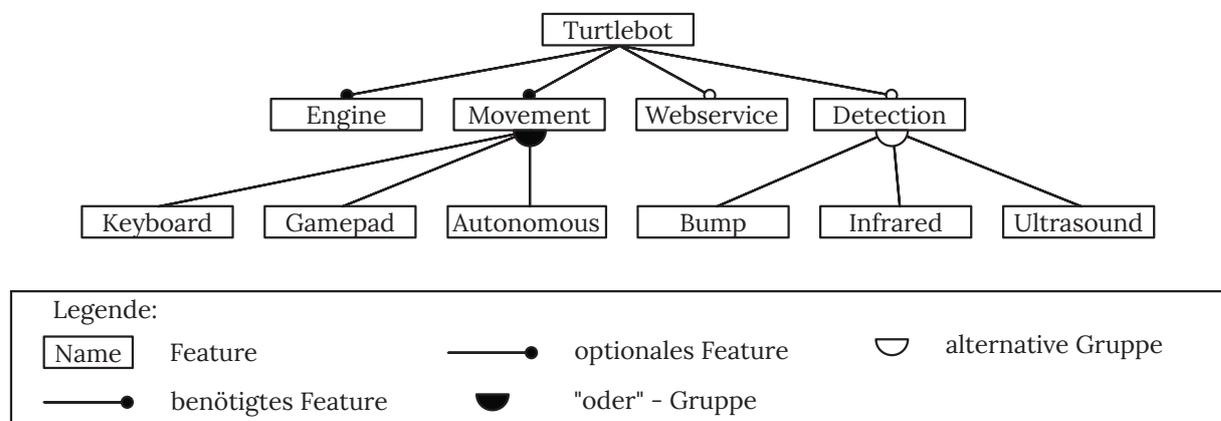 Turtlebot
Engine Movement Webservice Detection
Keyboard Gamepad Autonomous Bump Infrared Ultrasound
Legende:
Name Feature optionales Feature alternative Gruppe
benötigtes Feature "oder" - Gruppe